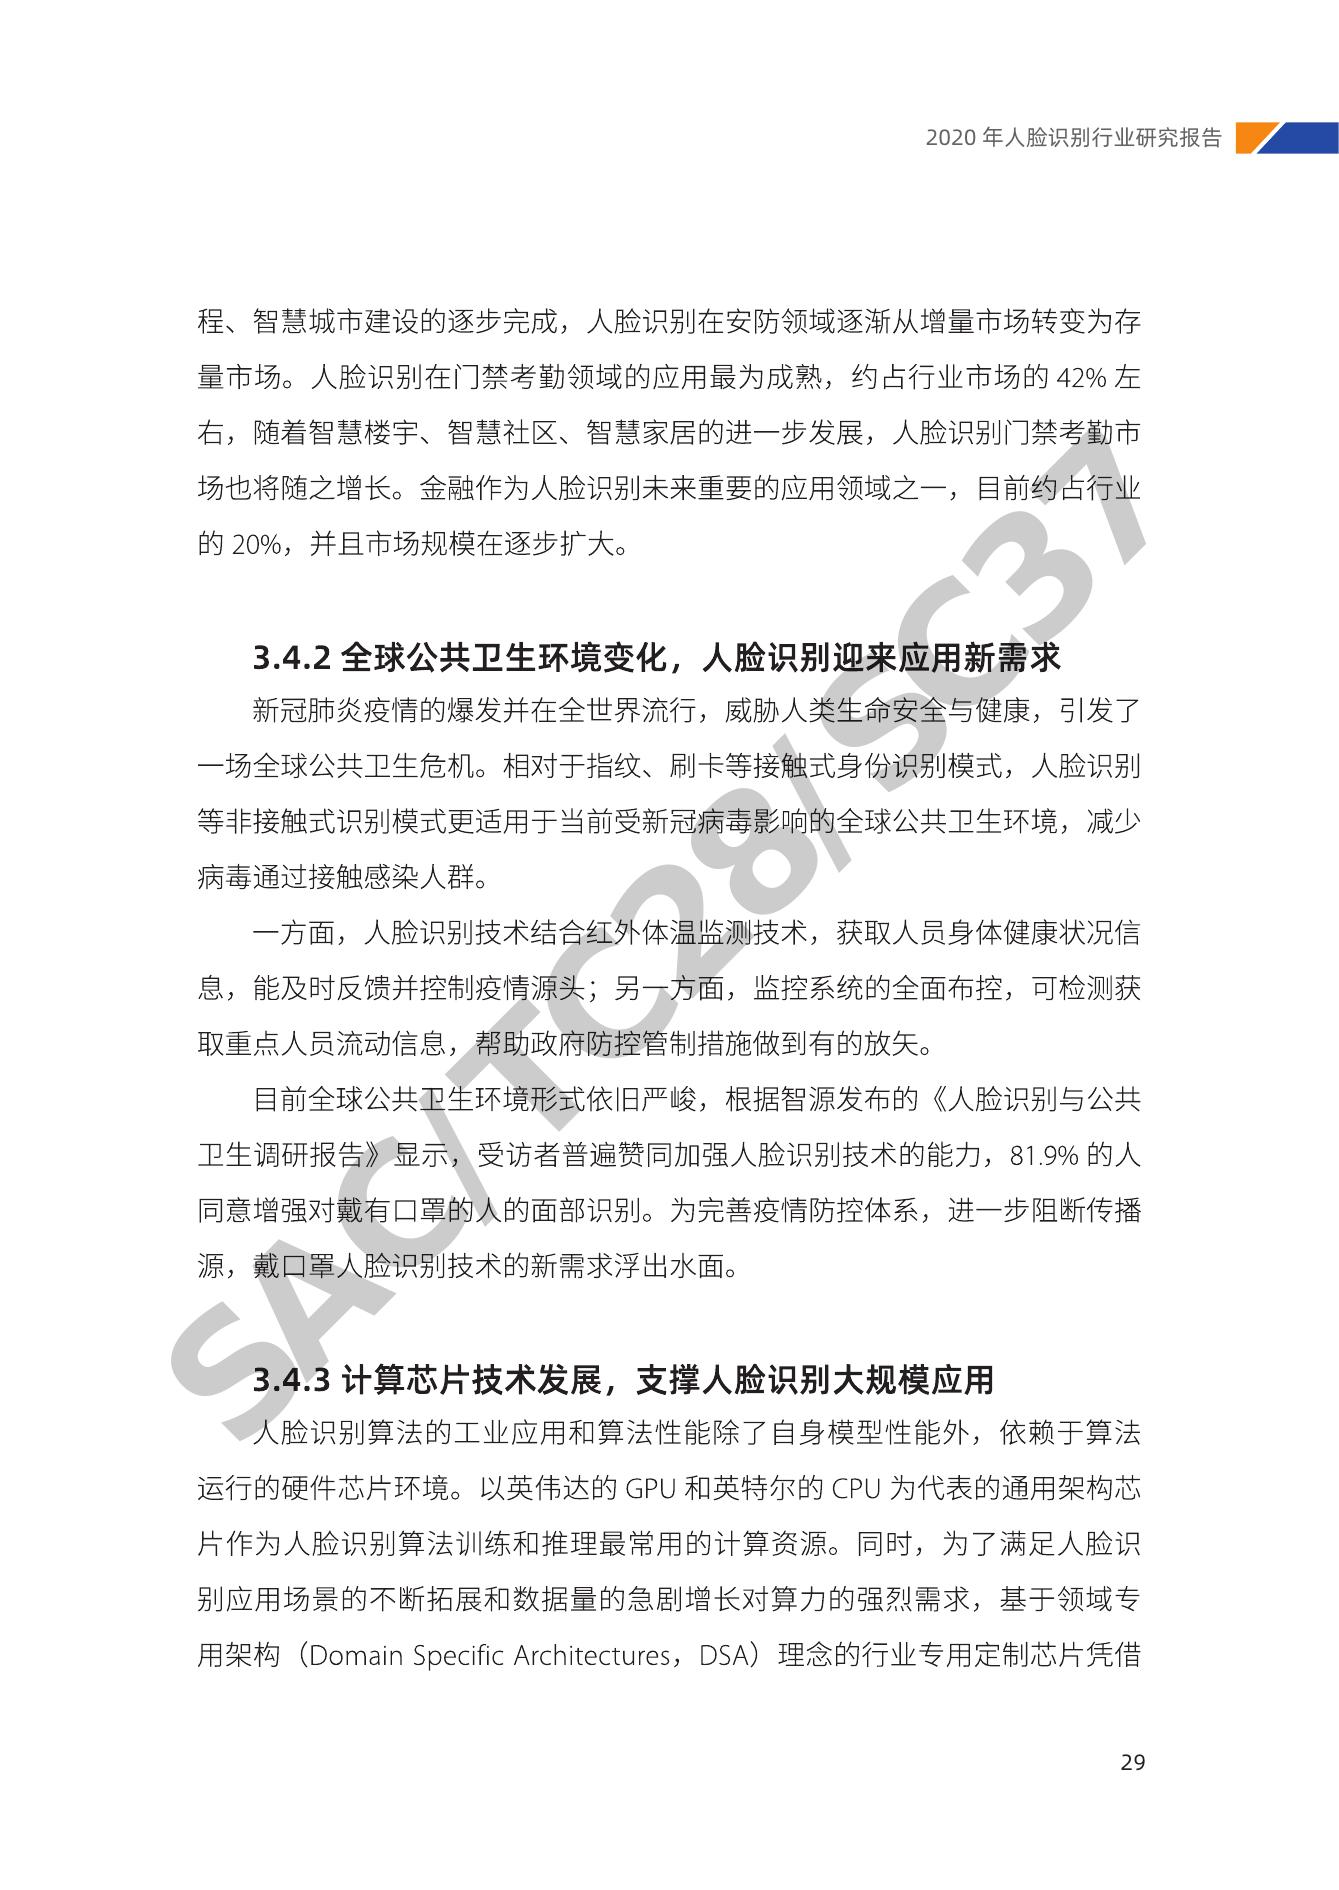 2020 年人脸识别行业研究报告
程、智慧城市建设的逐步完成，人脸识别在安防领域逐渐从增量市场转变为存
量市场。人脸识别在门禁考勤领域的应用最为成熟，约占行业市场的 42% 左
右，随着智慧楼宇、智慧社区、智慧家居的进一步发展，人脸识别门禁考勤市
场也将随之增长。金融作为人脸识别未来重要的应用领域之一，目前约占行业
的 20%，并且市场规模在逐步扩大。
3.4.2 全球公共卫生环境变化，人脸识别迎来应用新需求
新冠肺炎疫情的爆发并在全世界流行，威胁人类生命安全与健康，引发了
一场全球公共卫生危机。相对于指纹、刷卡等接触式身份识别模式，人脸识别
等非接触式识别模式更适用于当前受新冠病毒影响的全球公共卫生环境，减少
病毒通过接触感染人群。
一方面，人脸识别技术结合红外体温监测技术，获取人员身体健康状况信
息，能及时反馈并控制疫情源头；另一方面，监控系统的全面布控，可检测获
取重点人员流动信息，帮助政府防控管制措施做到有的放矢。
目前全球公共卫生环境形式依旧严峻，根据智源发布的《人脸识别与公共
卫生调研报告》显示，受访者普遍赞同加强人脸识别技术的能力，81.9% 的人
同意增强对戴有口罩的人的面部识别。为完善疫情防控体系，进一步阻断传播
源，戴口罩人脸识别技术的新需求浮出水面。
3.4.3 计算芯片技术发展，支撑人脸识别大规模应用
人脸识别算法的工业应用和算法性能除了自身模型性能外，依赖于算法
运行的硬件芯片环境。以英伟达的 GPU 和英特尔的 CPU 为代表的通用架构芯
片作为人脸识别算法训练和推理最常用的计算资源。同时，为了满足人脸识
别应用场景的不断拓展和数据量的急剧增长对算力的强烈需求，基于领域专
用架构（Domain Specific Architectures，DSA）理念的行业专用定制芯片凭借
29
SAC/TC28/SC37